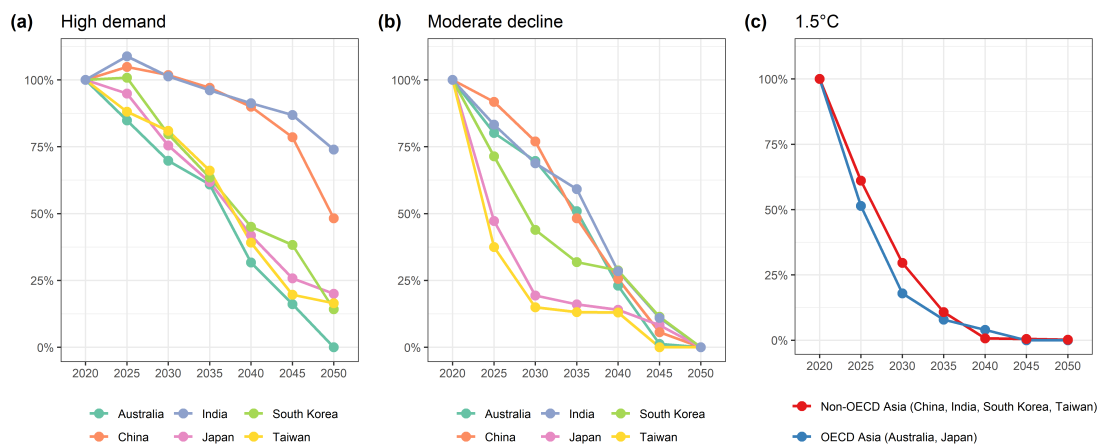 (a) High demand
100%
75%
50%
25%
0%
2020 2025 2030 2035 2040 2045 2050
Australia India South Korea
China Japan Taiwan
(b) Moderate decline
100%
75%
50%
25%
0%
2020 2025 2030 2035 2040 2045 2050
Australia India South Korea
China Japan Taiwan
(c) 1.5°C
100%
75%
50%
25%
0%
2020 2025 2030 2035 2040 2045 2050
Non-OECD Asia (China, India, South Korea, Taiwan)
OECD Asia (Australia, Japan)